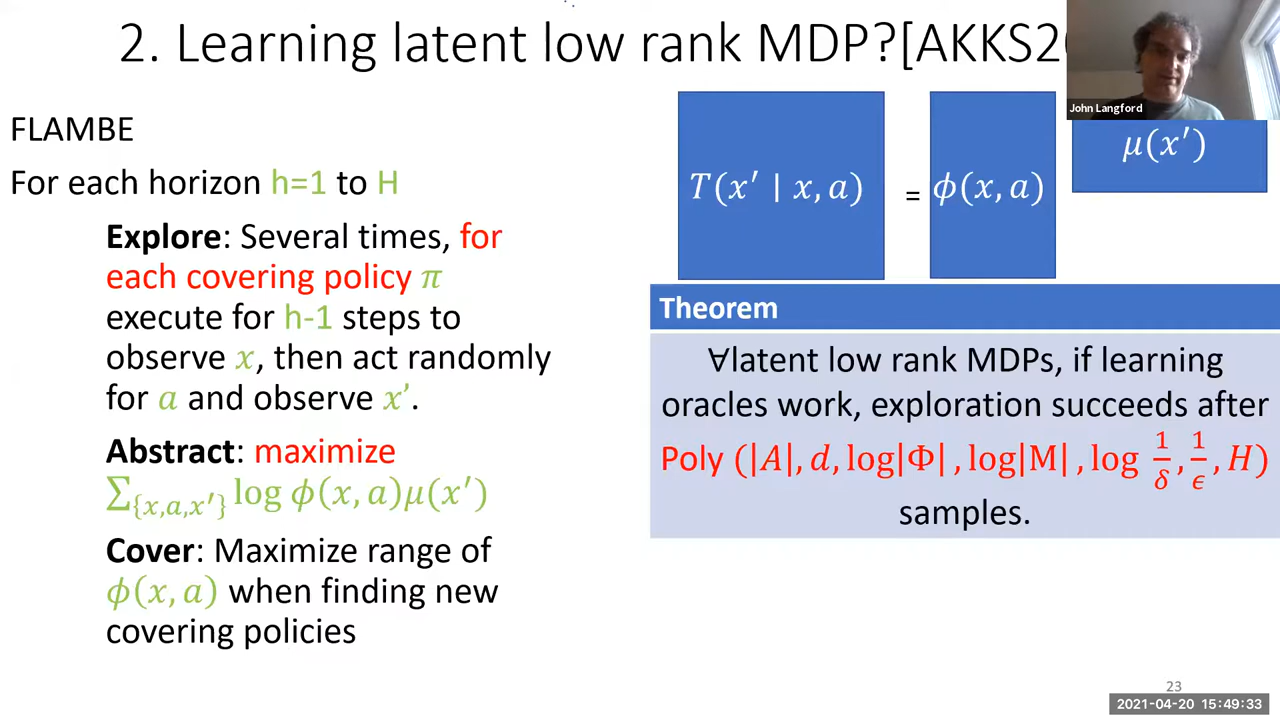 2. Learning latent low rank MDP?[AKKS2
John Langford
FLAMBE
For each horizon h=1 to H
Explore: Several times, for
each covering policy π
execute for h-1 steps to
observe x, then act randomly
for a and observe x'.
Abstract: maximize
∑{x,a,x′} log ϕ(x, a)μ(x′)
Cover: Maximize range of
ϕ(x, a) when finding new
covering policies
T(x′ | x, a) = ϕ(x, a) μ(x′)
Theorem
∀latent low rank MDPs, if learning
oracles work, exploration succeeds after
Poly (|A|, d, log|Φ|, log|M|, log 1/δ, 1/ϵ, H)
samples.
23
2021-04-20 15:49:33